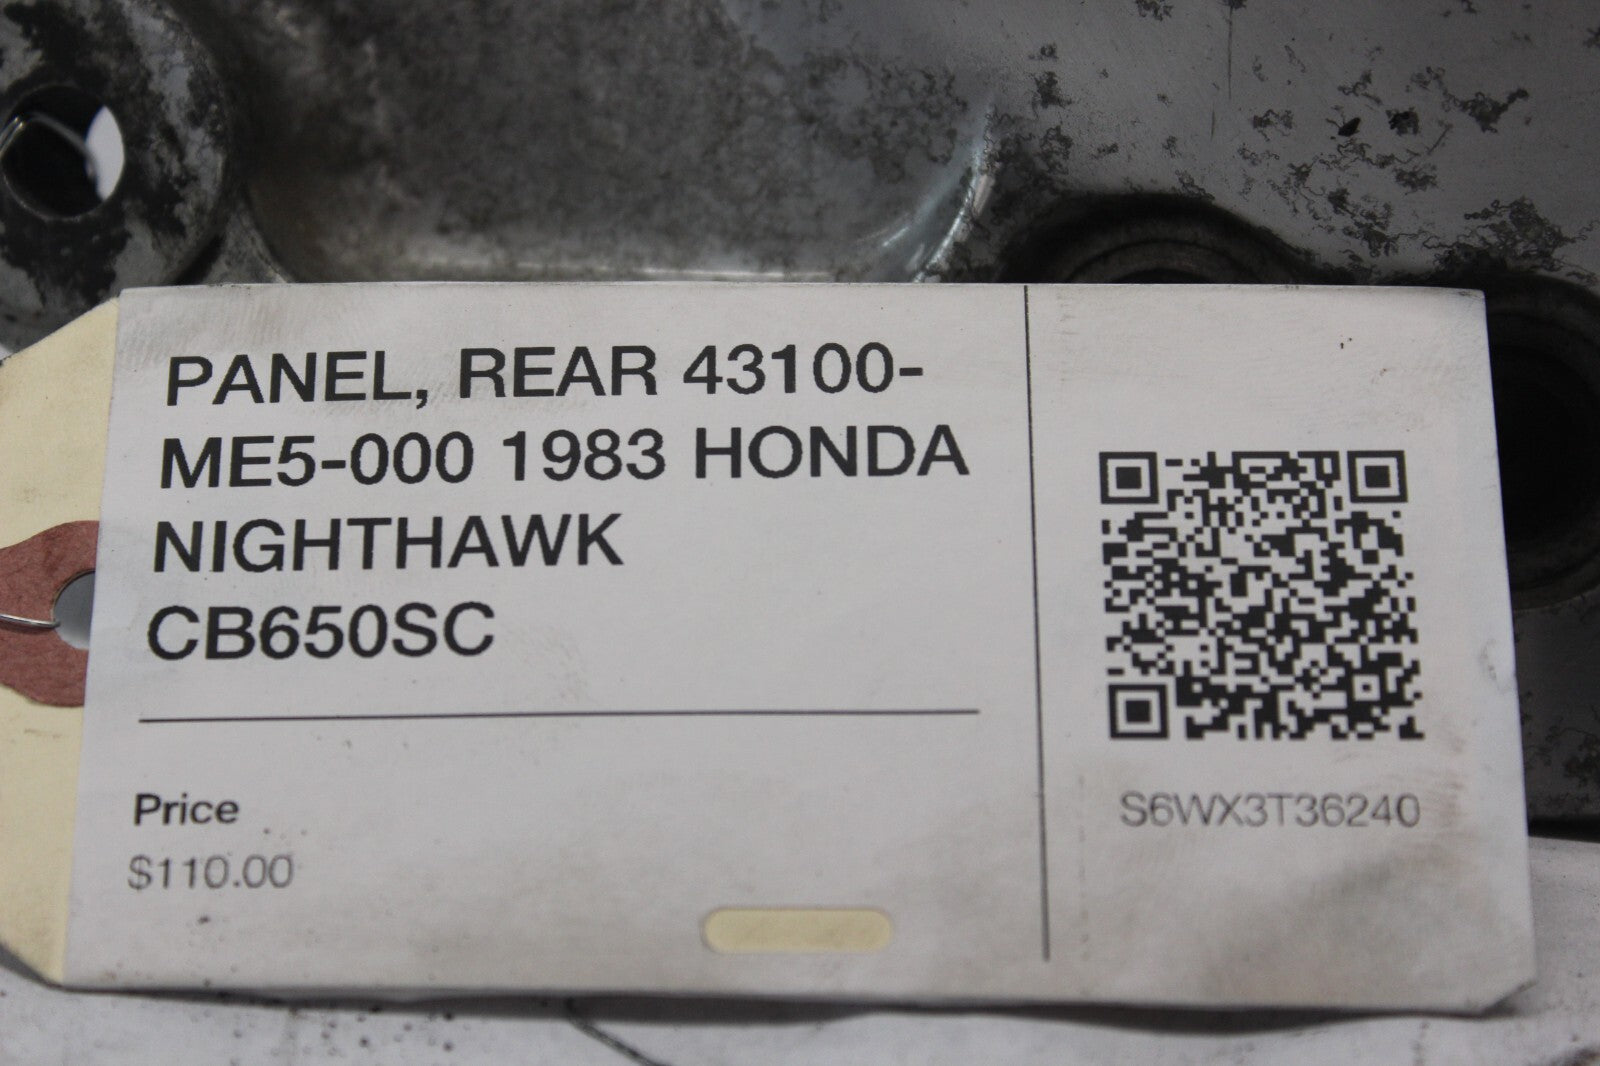 PANEL, REAR 43100-
ME5-000 1983 HONDA
NIGHTHAWK
CB650SC
Price
$110.00
S6WX3T36240